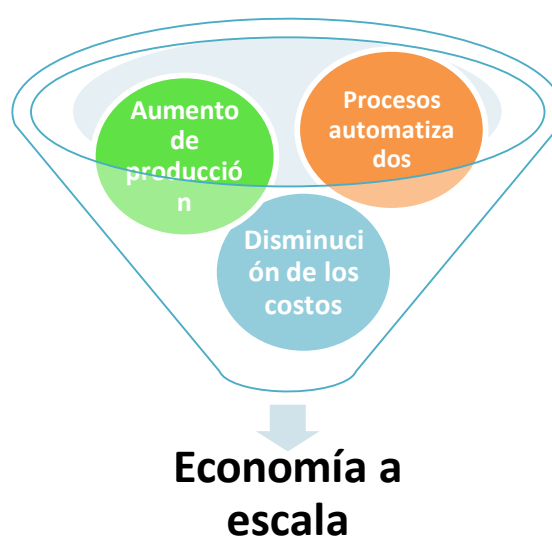 Aumento
de
producció
n
Procesos
automatiza
dos
Disminuci
ón de los
costos
Economía a
escala